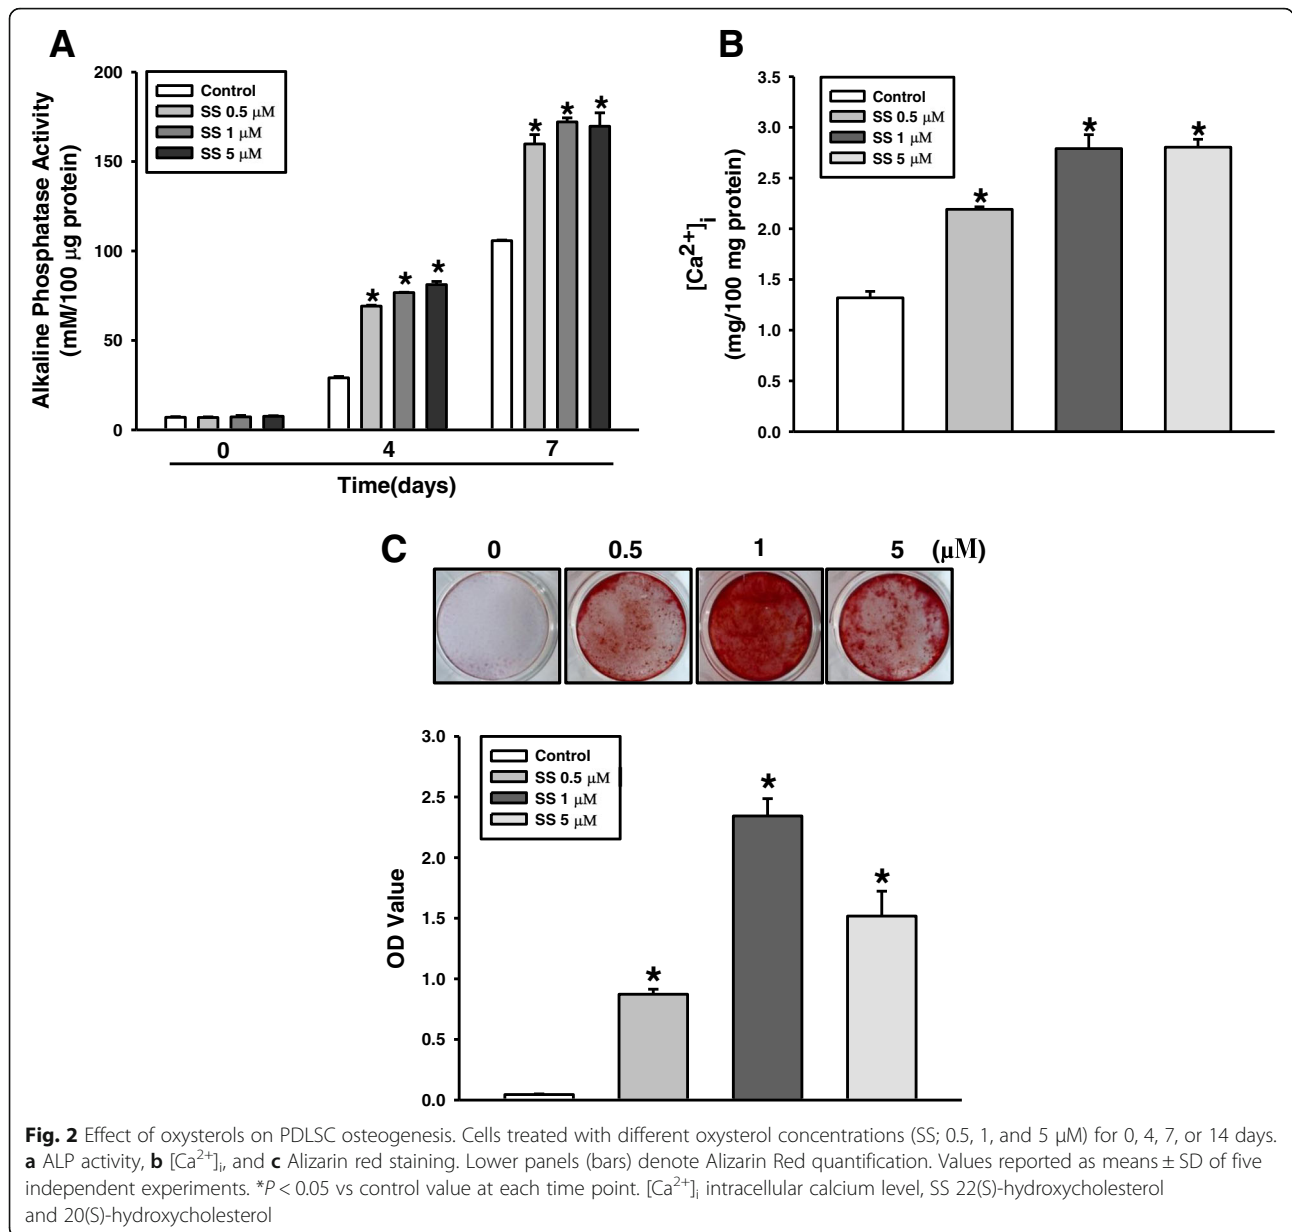 A
Alkaline Phosphatase Activity
(mM/100 µg protein)
200
150
100
50
0
Control
SS 0.5 µM
SS 1 µM
SS 5 µM
* * *
* * *
0 4 7
Time(days)
B
[Ca2+]i
(mg/100 mg protein)
3.5
3.0
2.5
2.0
1.5
1.0
0.5
0.0
Control
SS 0.5 µM
SS 1 µM
SS 5 µM
* * *
C
0 0.5 1 5 (µM)
OD Value
3.0
2.5
2.0
1.5
1.0
0.5
0.0
Control
SS 0.5 µM
SS 1 µM
SS 5 µM
* * *
Fig. 2 Effect of oxysterols on PDLSC osteogenesis. Cells treated with different oxysterol concentrations (SS; 0.5, 1, and 5 µM) for 0, 4, 7, or 14 days.
a ALP activity, b [Ca2+]i, and c Alizarin red staining. Lower panels (bars) denote Alizarin Red quantification. Values reported as means ± SD of five
independent experiments. *P < 0.05 vs control value at each time point. [Ca2+]i intracellular calcium level, SS 22(S)-hydroxycholesterol
and 20(S)-hydroxycholesterol